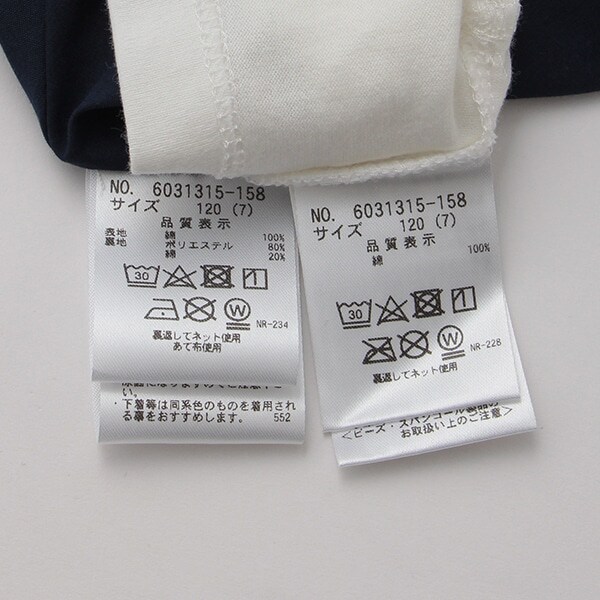 NO. 6031315-158
サイズ 120 (7)
品質表示
表地 綿 100%
裏地 ポリエステル 80%
綿 20%
30
W
NR-234
裏返してネット使用
あて布使用
い。
・下着等は同系色のものを着用され
る事をおすすめします。 552
NO. 6031315-158
サイズ 120 (7)
品質表示
綿 100%
30
W
NR-228
裏返してネット使用
お取扱い上のご注意>